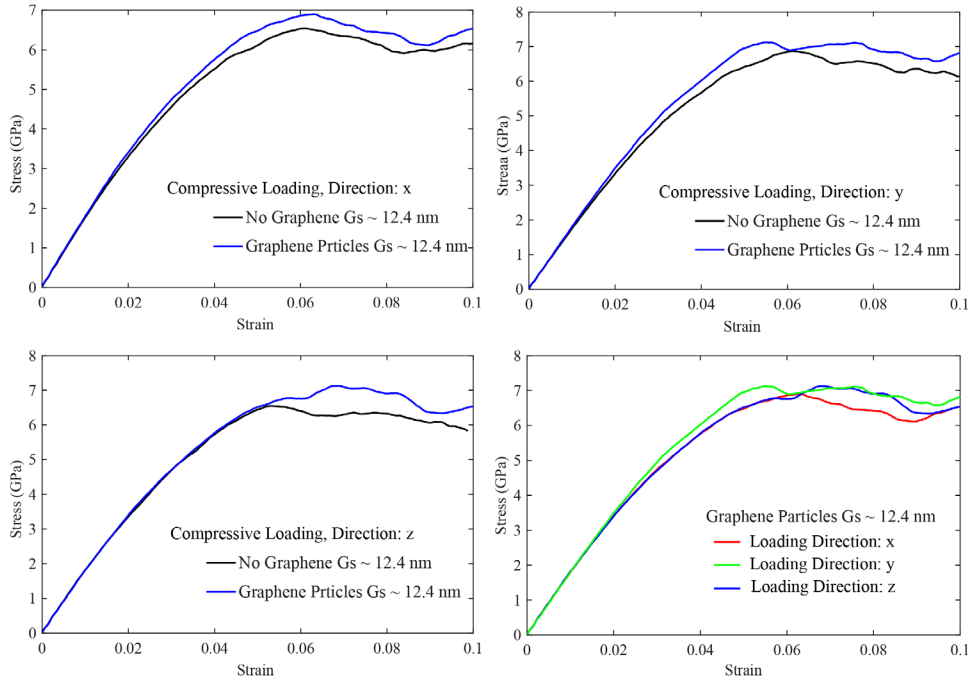 7
6
5
4
3
2
1
0
Stress (GPa)
Compressive Loading, Direction: x
No Graphene Gs ~ 12.4 nm
Graphene Prticles Gs ~ 12.4 nm
0 0.02 0.04 0.06 0.08 0.1
Strain
8
7
6
5
4
3
2
1
0
Streaa (GPa)
Compressive Loading, Direction: y
No Graphene Gs ~ 12.4 nm
Graphene Prticles Gs ~ 12.4 nm
0 0.02 0.04 0.06 0.08 0.1
Strain
8
7
6
5
4
3
2
1
0
Stress (GPa)
Compressive Loading, Direction: z
No Graphene Gs ~ 12.4 nm
Graphene Prticles Gs ~ 12.4 nm
0 0.02 0.04 0.06 0.08 0.1
Strain
8
7
6
5
4
3
2
1
0
Stress (GPa)
Graphene Particles Gs ~ 12.4 nm
Loading Direction: x
Loading Direction: y
Loading Direction: z
0 0.02 0.04 0.06 0.08 0.1
Strain